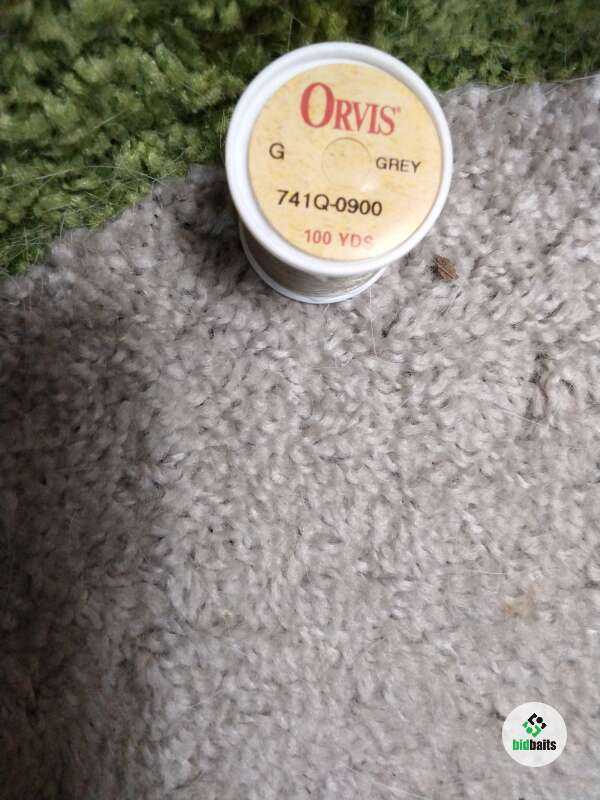 ORVIS
G GREY
741Q-0900
100 YDS
bidbaits